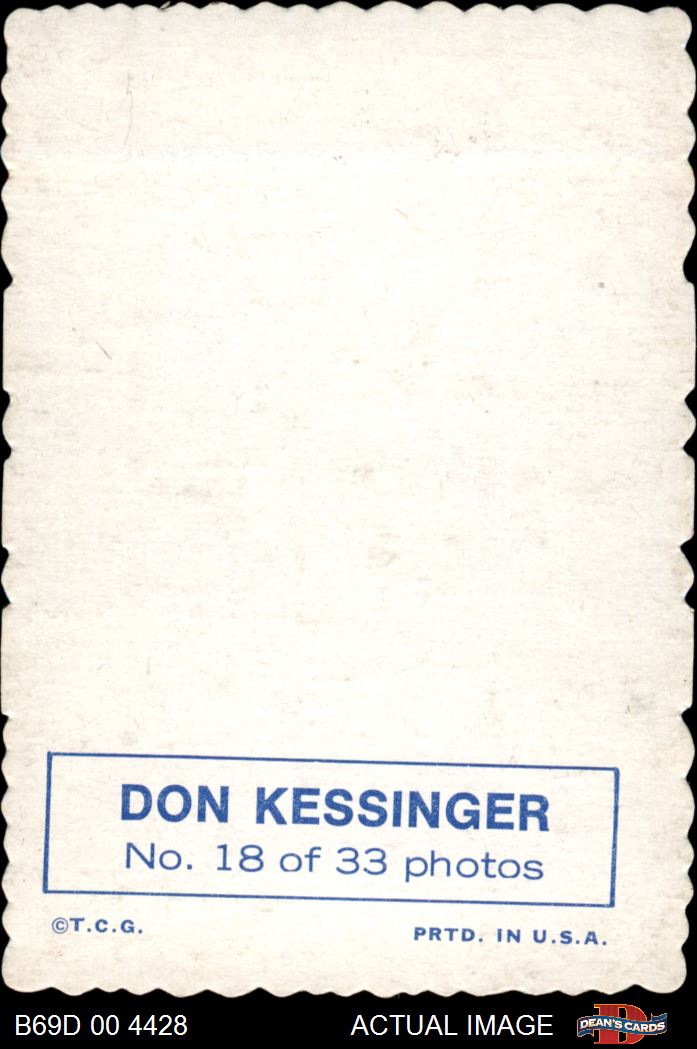 DON KESSINGER
No. 18 of 33 photos
©T.C.G.
PRTD. IN U.S.A.
B69D 00 4428
ACTUAL IMAGE
D
DEAN'S CARDS